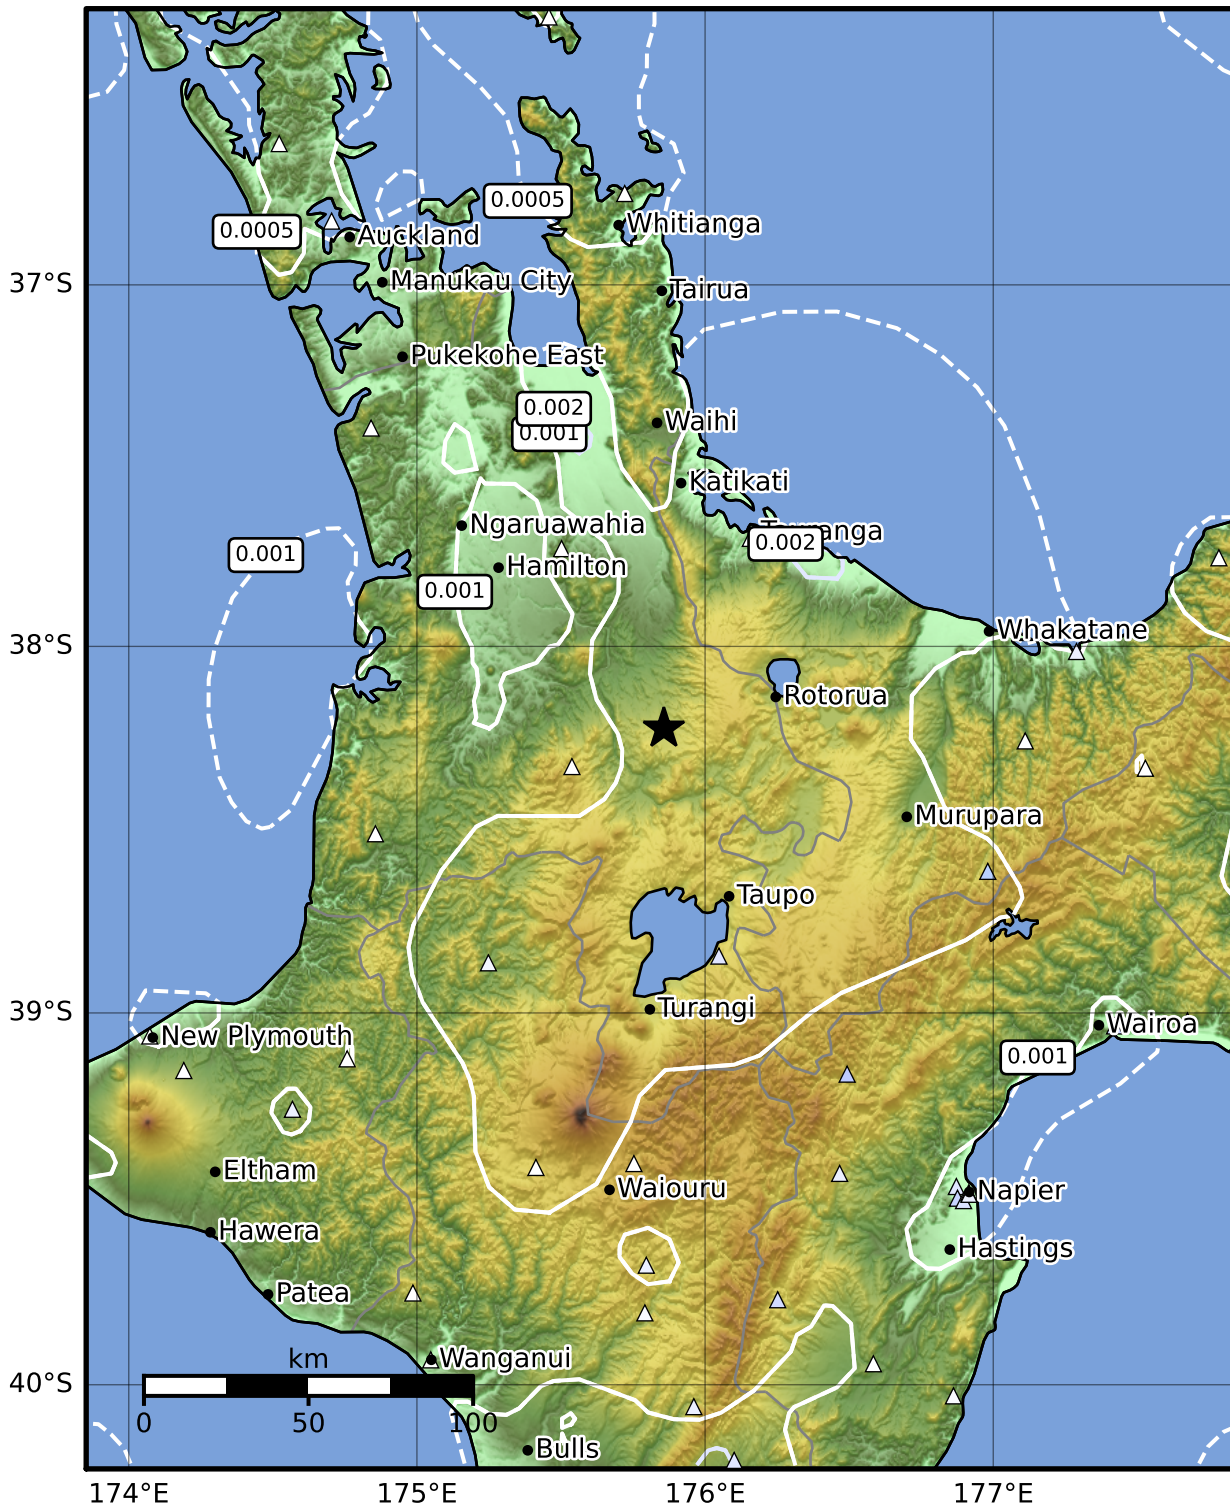 0.0005
0.0005
Whitianga
Auckland
Manukau City
37°S
Tairua
Pukekohe East
0.002
0.001
Waihi
Katikati
Ngaruawahia
0.002
0.001
Hamilton
0.001
Whakatane
38°S
Rotorua
Murupara
Taupo
Turangi
39°S
Wairoa
New Plymouth
0.001
Eltham
Waiouru
Napier
Hawera
Hastings
Patea
Wanganui
km
40°S
0
50
100
Bulls
174°E
175°E
176°E
177°E